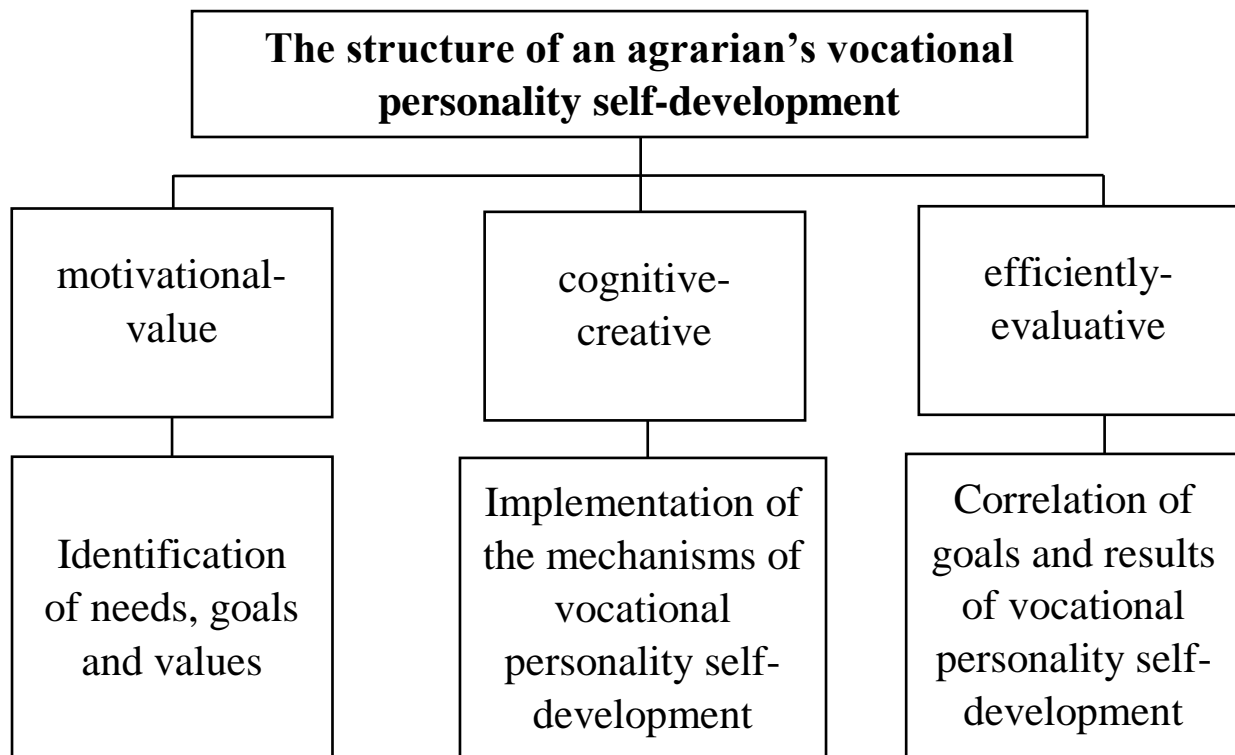 The structure of an agrarian’s vocational
personality self-development
motivational-
value
cognitive-
creative
efficiently-
evaluative
Identification
of needs, goals
and values
Implementation of
the mechanisms of
vocational
personality self-
development
Correlation of
goals and results
of vocational
personality self-
development